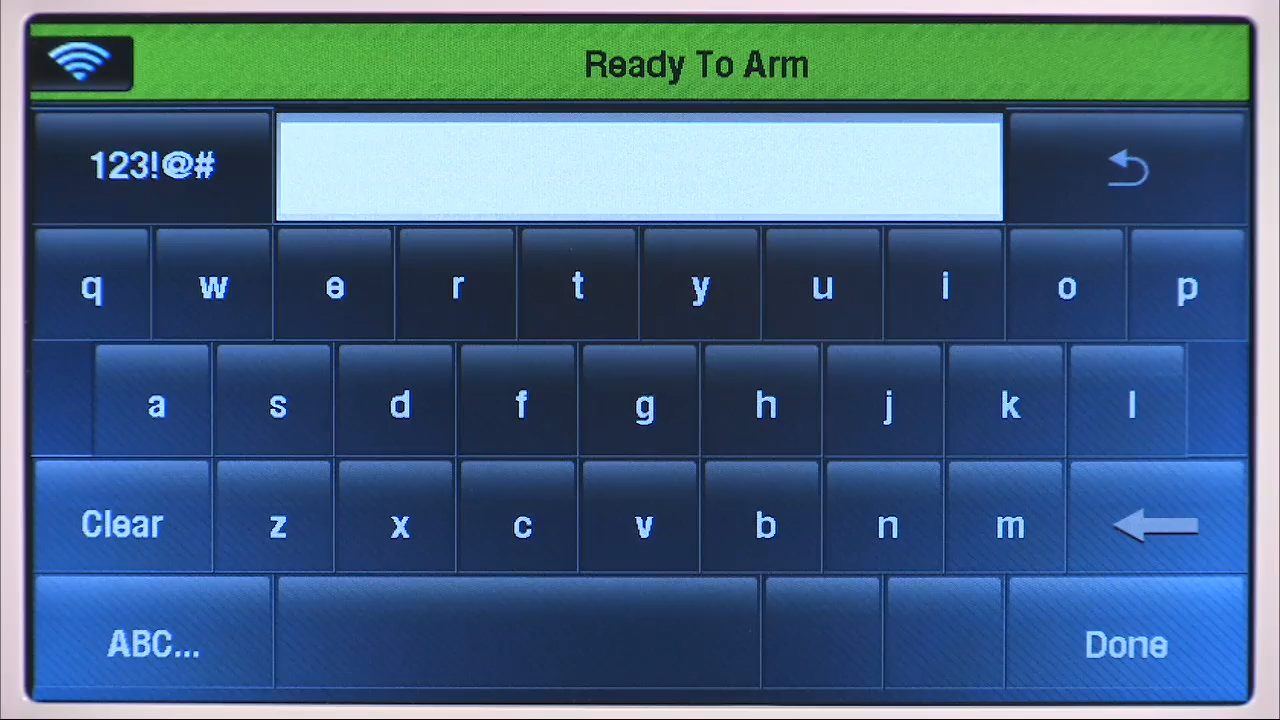 Ready To Arm
123!@#
q w e r t y u i o p
a s d f g h j k l
Clear z x c v b n m
ABC... Done